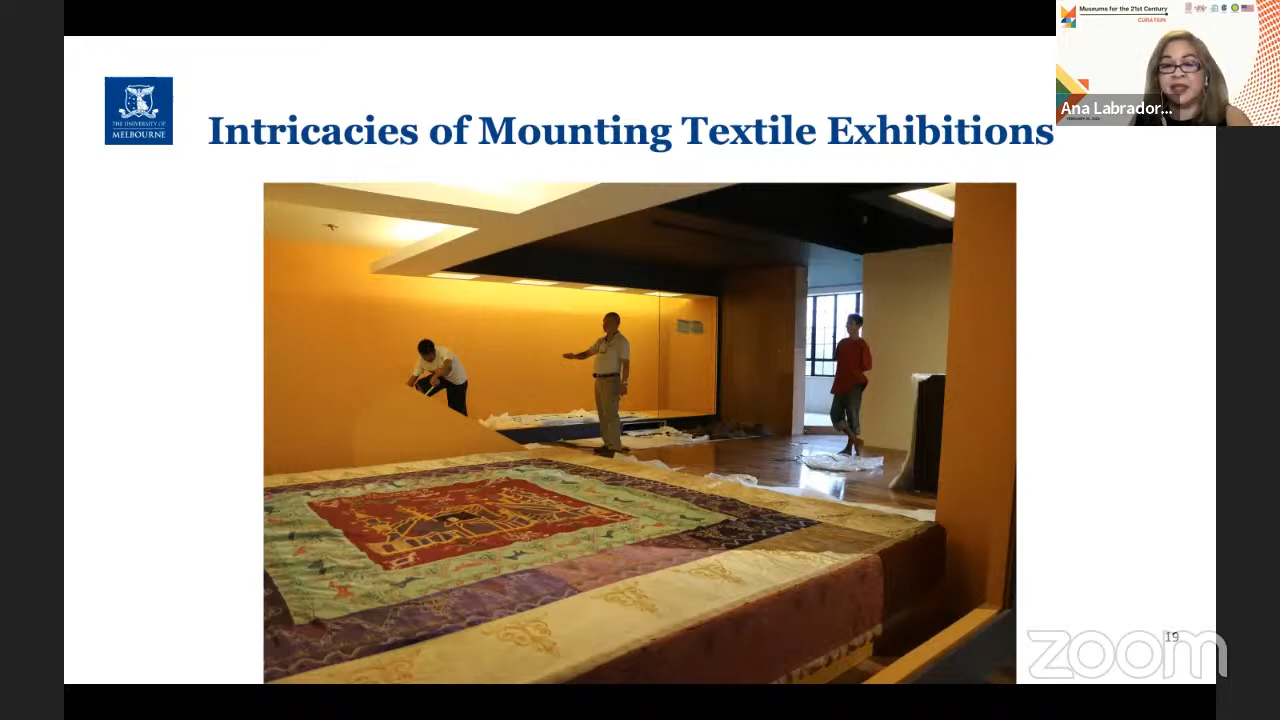 Museums for the 21st Century
CURATION
Ana Labrador...
THE UNIVERSITY OF
MELBOURNE
Intricacies of Mounting Textile Exhibitions
19
zoom